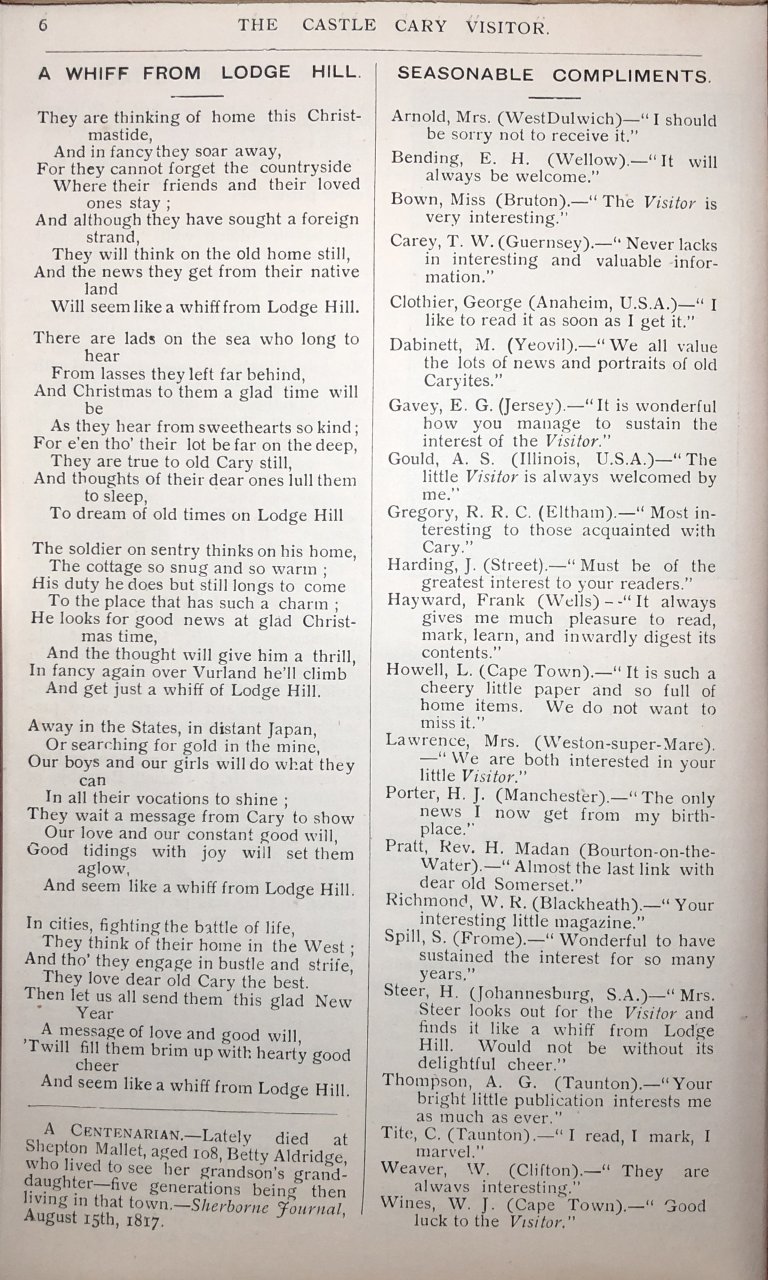 6
THE CASTLE CARY VISITOR.
A WHIFF FROM LODGE HILL.
They are thinking of home this Christ-
mastide,
And in fancy they soar away,
For they cannot forget the countryside
Where their friends and their loved
ones stay ;
And although they have sought a foreign
strand,
They will think on the old home still,
And the news they get from their native
land
Will seem like a whiff from Lodge Hill.
There are lads on the sea who long to
hear
From lasses they left far behind,
And Christmas to them a glad time will
be
As they hear from sweethearts so kind ;
For e'en tho' their lot be far on the deep,
They are true to old Cary still,
And thoughts of their dear ones lull them
to sleep,
To dream of old times on Lodge Hill
The soldier on sentry thinks on his home,
The cottage so snug and so warm ;
His duty he does but still longs to come
To the place that has such a charm ;
He looks for good news at glad Christ-
mas time,
And the thought will give him a thrill,
In fancy again over Vurland he'll climb
And get just a whiff of Lodge Hill.
Away in the States, in distant Japan,
Or searching for gold in the mine,
Our boys and our girls will do what they
can
In all their vocations to shine ;
They wait a message from Cary to show
Our love and our constant good will,
Good tidings with joy will set them
aglow,
And seem like a whiff from Lodge Hill.
In cities, fighting the battle of life,
They think of their home in the West ;
And tho' they engage in bustle and strife,
They love dear old Cary the best.
Then let us all send them this glad New
Year
A message of love and good will,
'Twill fill them brim up with hearty good
cheer
And seem like a whiff from Lodge Hill.
A CENTENARIAN.—Lately died at
Shepton Mallet, aged 108, Betty Aldridge,
who lived to see her grandson's grand-
daughter—five generations being then
living in that town.—Sherborne Journal,
August 15th, 1817.
SEASONABLE COMPLIMENTS.
Arnold, Mrs. (WestDulwich)—“ I should
be sorry not to receive it.”
Bending, E. H. (Wellow).—“ It will
always be welcome.”
Bown, Miss (Bruton).—“ The Visitor is
very interesting.”
Carey, T. W. (Guernsey).—“ Never lacks
in interesting and valuable infor-
mation.”
Clothier, George (Anaheim, U.S.A.)—“ I
like to read it as soon as I get it.”
Dabinett, M. (Yeovil).—“ We all value
the lots of news and portraits of old
Caryites.”
Gavey, E. G. (Jersey).—“ It is wonderful
how you manage to sustain the
interest of the Visitor.”
Gould, A. S. (Illinois, U.S.A.)—“ The
little Visitor is always welcomed by
me.”
Gregory, R. R. C. (Eltham).—“ Most in-
teresting to those acquainted with
Cary.”
Harding, J. (Street).—“ Must be of the
greatest interest to your readers.”
Hayward, Frank (Wells)--“ It always
gives me much pleasure to read,
mark, learn, and inwardly digest its
contents.”
Howell, L. (Cape Town).—“ It is such a
cheery little paper and so full of
home items. We do not want to
miss it.”
Lawrence, Mrs. (Weston-super-Mare).
—“ We are both interested in your
little Visitor.”
Porter, H. J. (Manchester).—“ The only
news I now get from my birth-
place.”
Pratt, Rev. H. Madan (Bourton-on-the-
Water).—“ Almost the last link with
dear old Somerset.”
Richmond, W. R. (Blackheath).—“ Your
interesting little magazine.”
Spill, S. (Frome).—“ Wonderful to have
sustained the interest for so many
years.”
Steer, H. (Johannesburg, S.A.)—“ Mrs.
Steer looks out for the Visitor and
finds it like a whiff from Lodge
Hill. Would not be without its
delightful cheer.”
Thompson, A. G. (Taunton).—“ Your
bright little publication interests me
as much as ever.”
Tite, C. (Taunton).—“ I read, I mark, I
marvel.”
Weaver, W. (Clifton).—“ They are
always interesting.”
Wines, W. J. (Cape Town).—“ Good
luck to the Visitor.”